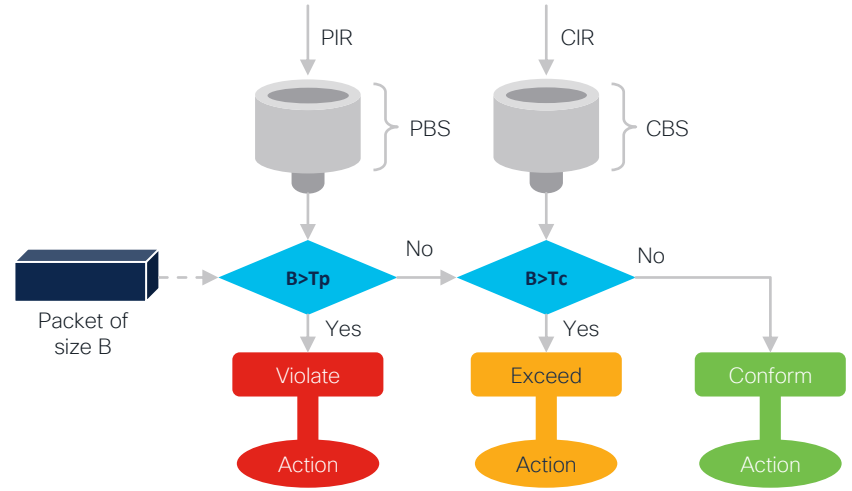 PIR
CIR
PBS
CBS
No
No
B>Tp
B>Tc
Packet of
size B
Yes
Yes
Violate
Exceed
Conform
Action
Action
Action